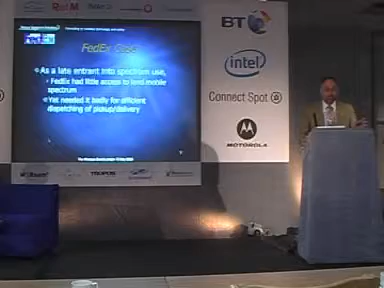 FedEx Case
As a late entrant into spectrum use,
FedEx had little access to land mobile
spectrum
Yet needed it badly for efficient
dispatching of pickup/delivery
BT
intel
Connect Spot
MOTOROLA
TROPOS